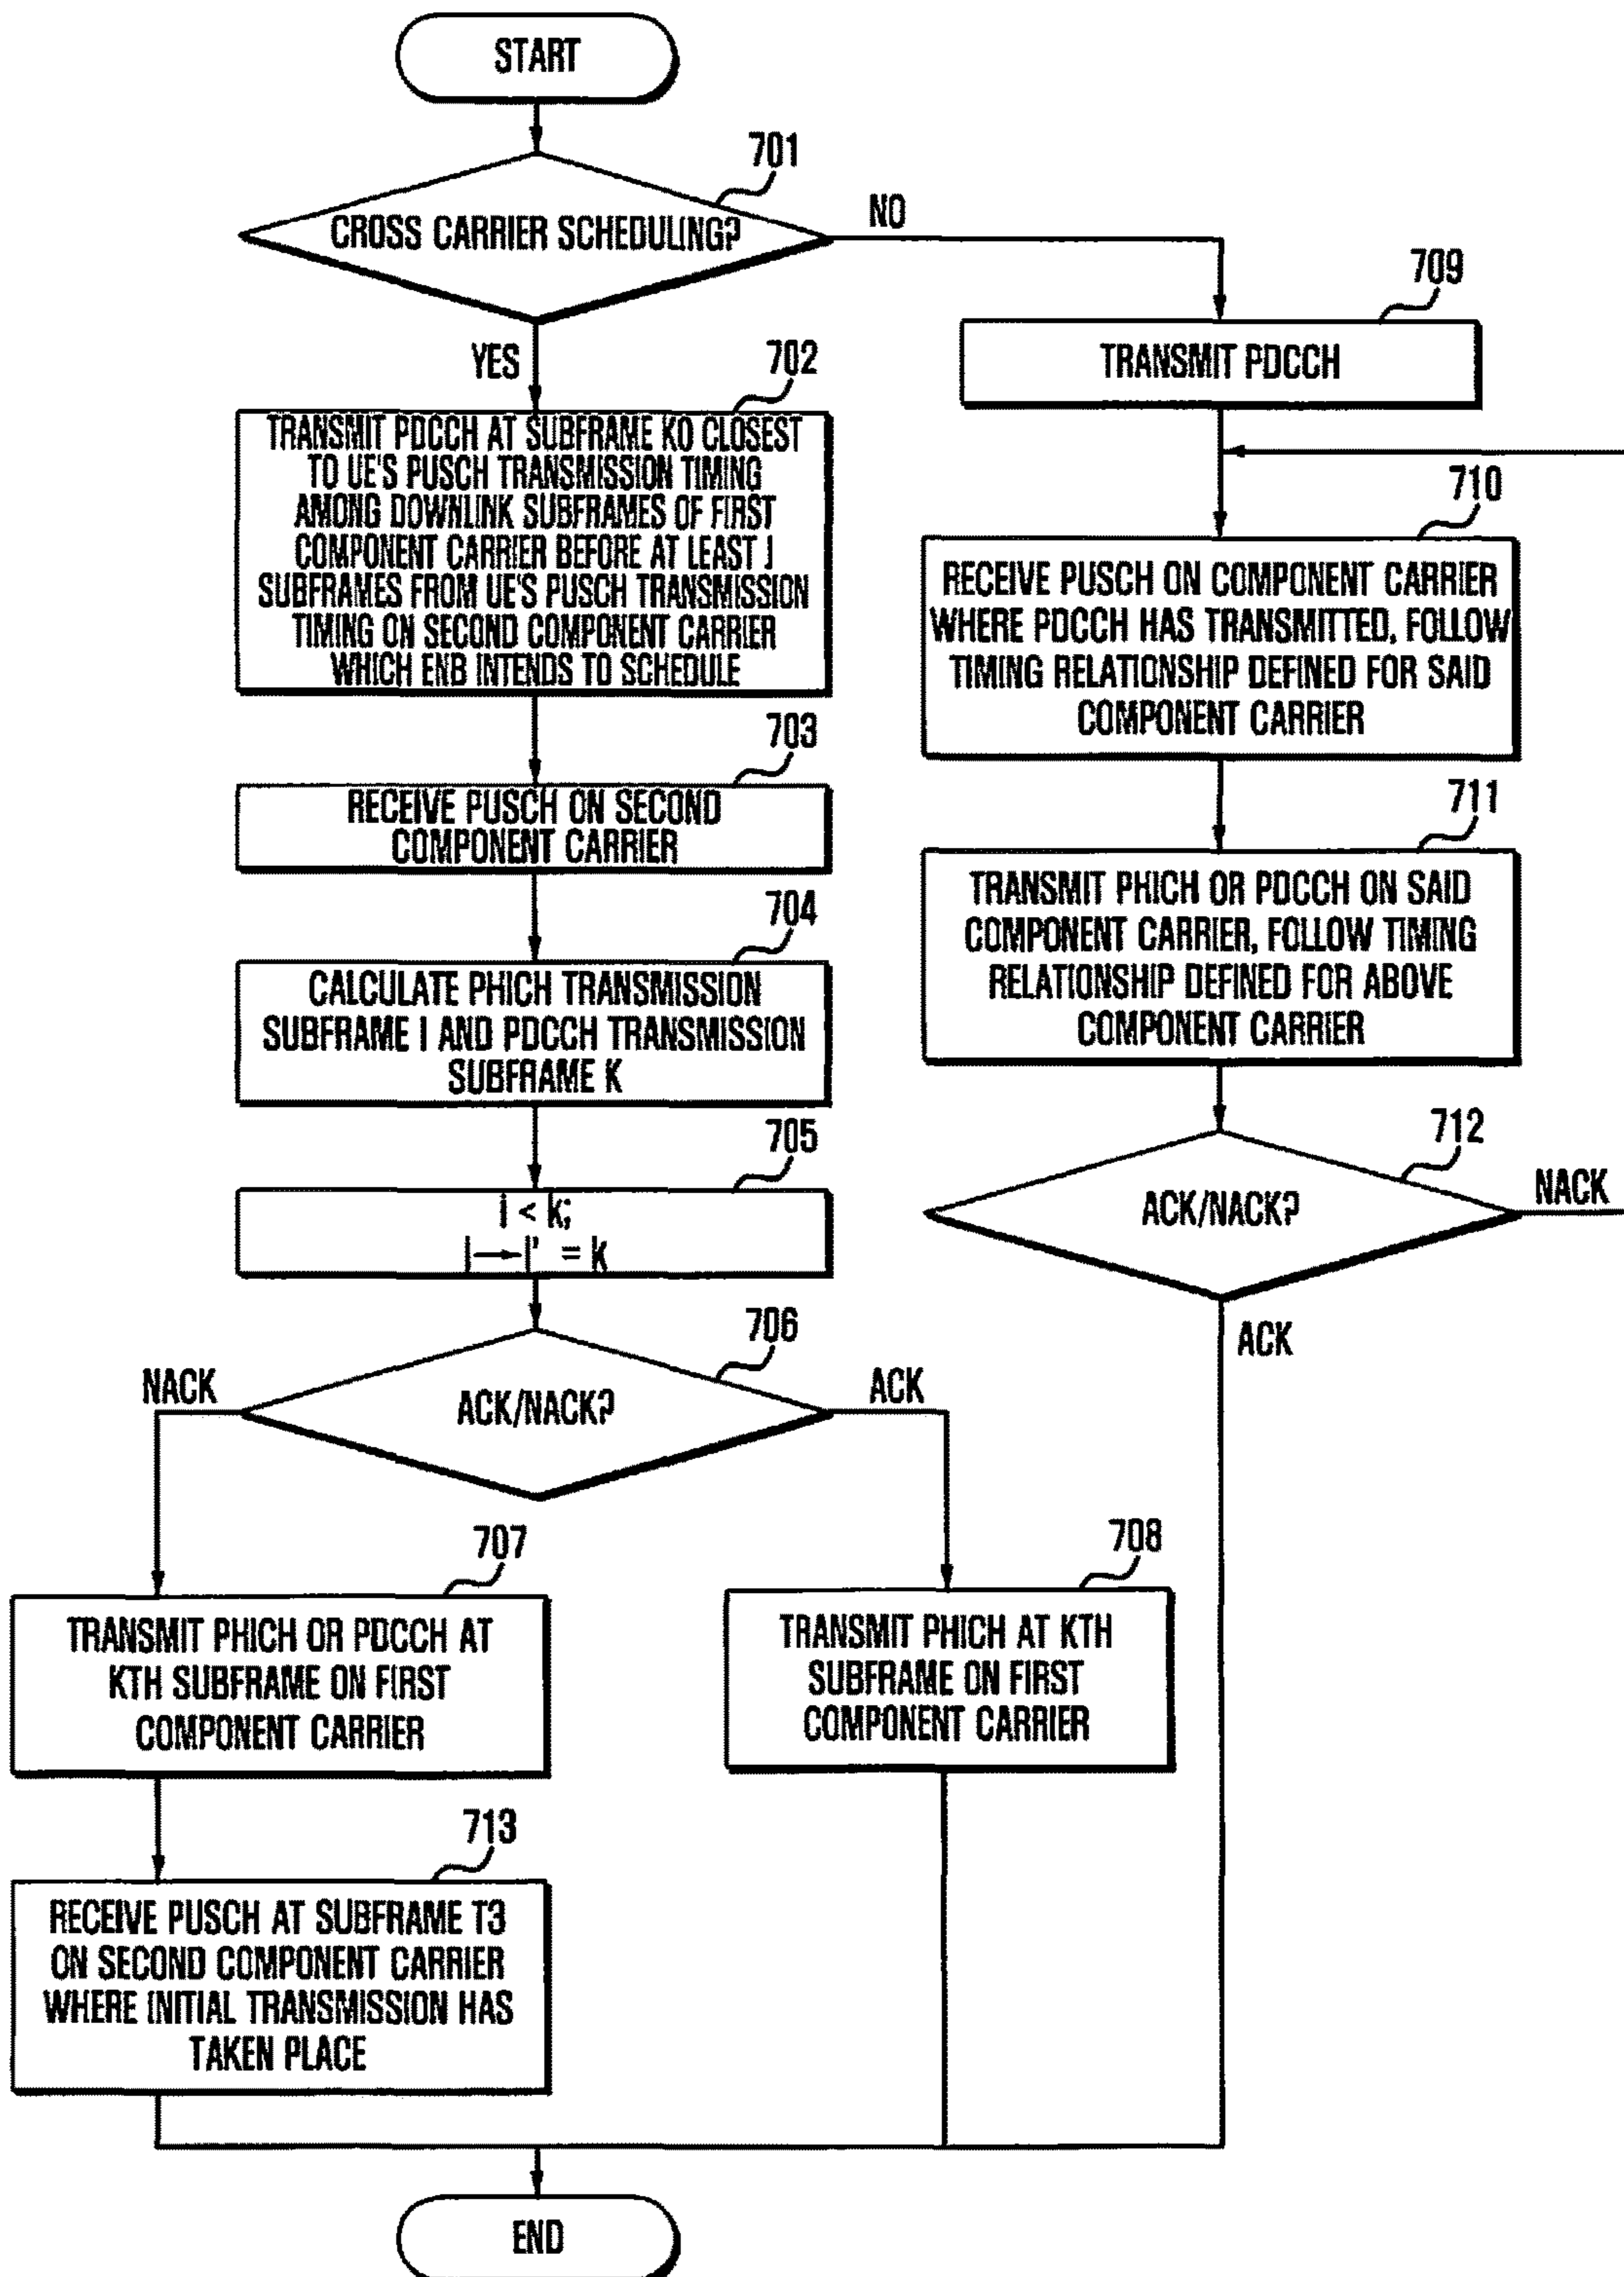 START
701
CROSS CARRIER SCHEDULING?
NO
YES
709
TRANSMIT PDCCH
702
TRANSMIT PDCCH AT SUBFRAME K0 CLOSEST
TO UE'S PUSCH TRANSMISSION TIMING
AMONG DOWNLINK SUBFRAMES OF FIRST
COMPONENT CARRIER BEFORE AT LEAST J
SUBFRAMES FROM UE'S PUSCH TRANSMISSION
TIMING ON SECOND COMPONENT CARRIER
WHICH ENB INTENDS TO SCHEDULE
710
RECEIVE PUSCH ON COMPONENT CARRIER
WHERE PDCCH HAS TRANSMITTED, FOLLOW
TIMING RELATIONSHIP DEFINED FOR SAID
COMPONENT CARRIER
703
RECEIVE PUSCH ON SECOND
COMPONENT CARRIER
711
TRANSMIT PHICH OR PDCCH ON SAID
COMPONENT CARRIER, FOLLOW TIMING
RELATIONSHIP DEFINED FOR ABOVE
COMPONENT CARRIER
704
CALCULATE PHICH TRANSMISSION
SUBFRAME I AND PDCCH TRANSMISSION
SUBFRAME K
705
i < k;
|→|' = k
712
ACK/NACK?
NACK
ACK
706
ACK/NACK?
NACK
ACK
707
TRANSMIT PHICH OR PDCCH AT
KTH SUBFRAME ON FIRST
COMPONENT CARRIER
708
TRANSMIT PHICH AT KTH
SUBFRAME ON FIRST
COMPONENT CARRIER
713
RECEIVE PUSCH AT SUBFRAME T3
ON SECOND COMPONENT CARRIER
WHERE INITIAL TRANSMISSION HAS
TAKEN PLACE
END